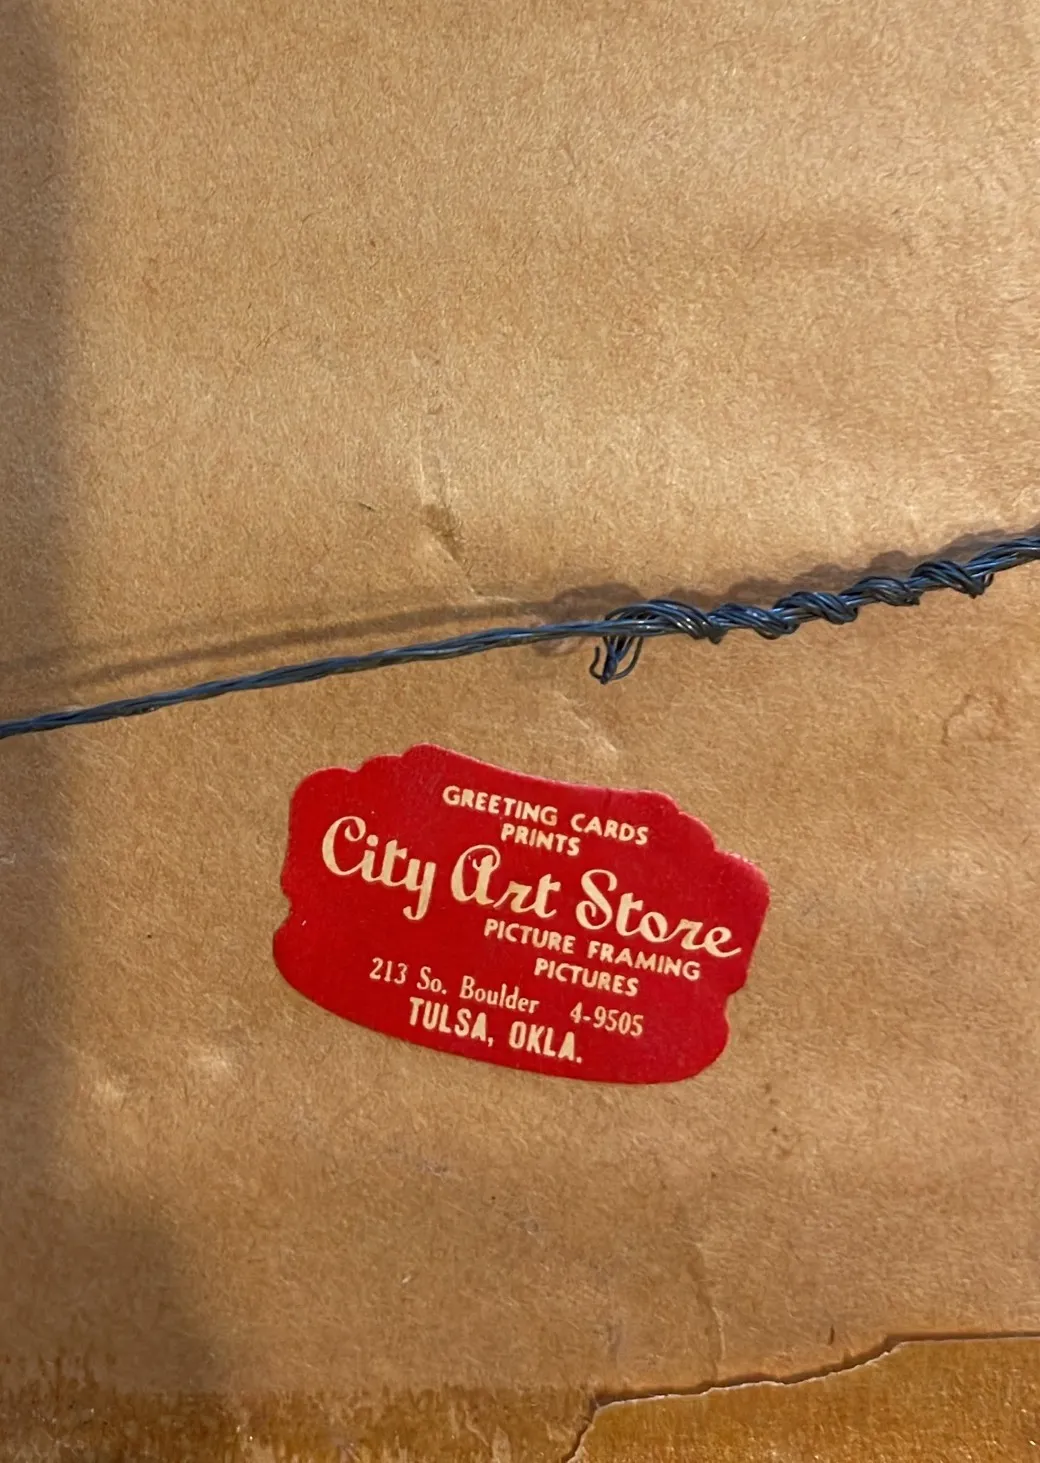 GREETING CARDS
PRINTS
City Art Store
PICTURE FRAMING
PICTURES
213 So. Boulder 4-9505
TULSA, OKLA.